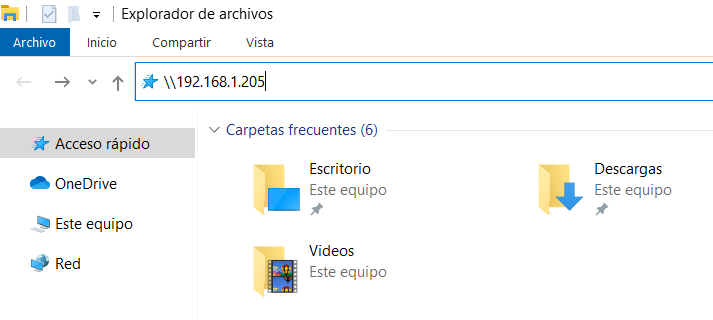 Explorador de archivos
Archivo Inicio Compartir Vista
\\192.168.1.205
Acceso rápido
OneDrive
Este equipo
Red
Carpetas frecuentes (6)
Escritorio
Este equipo
Descargas
Este equipo
Videos
Este equipo